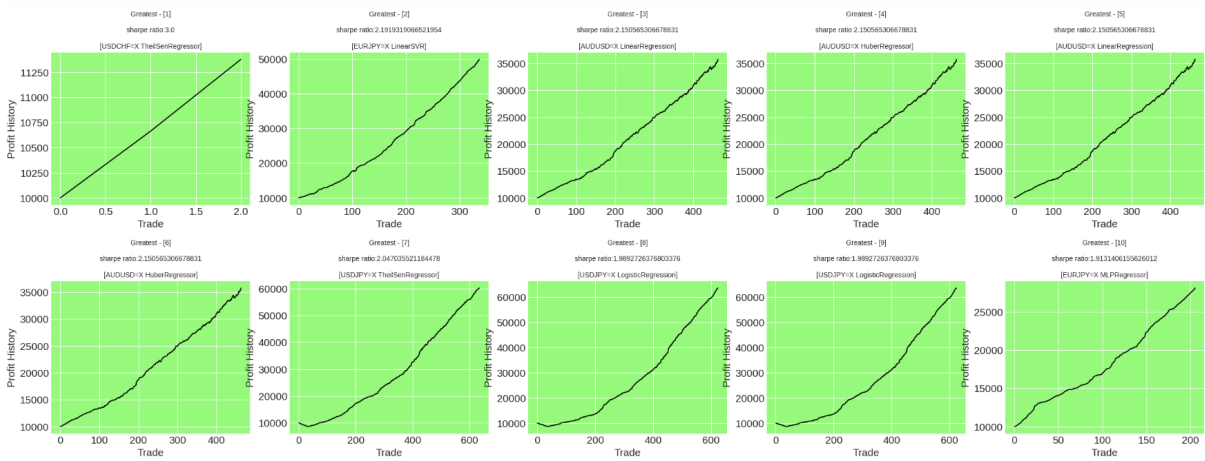 Greatest - [1]
sharpe ratio:3.0
[USDCHF=X TheilSenRegressor]
11250
11000
10750
10500
10250
10000
Profit History
0.0 0.5 1.0 1.5 2.0
Trade
Greatest - [2]
sharpe ratio:2.1919319066521954
[EURJPY=X LinearSVR]
50000
40000
30000
20000
10000
Profit History
0 100 200 300
Trade
Greatest - [3]
sharpe ratio:2.150565306678831
[AUDUSD=X LinearRegression]
35000
30000
25000
20000
15000
10000
Profit History
0 100 200 300 400
Trade
Greatest - [4]
sharpe ratio:2.150565306678831
[AUDUSD=X HuberRegressor]
35000
30000
25000
20000
15000
10000
Profit History
0 100 200 300 400
Trade
Greatest - [5]
sharpe ratio:2.150565306678831
[AUDUSD=X LinearRegression]
35000
30000
25000
20000
15000
10000
Profit History
0 100 200 300 400
Trade
Greatest - [6]
sharpe ratio:2.150565306678831
[AUDUSD=X HuberRegressor]
35000
30000
25000
20000
15000
10000
Profit History
0 100 200 300 400
Trade
Greatest - [7]
sharpe ratio:2.047035521184478
[USDJPY=X TheilSenRegressor]
60000
50000
40000
30000
20000
10000
Profit History
0 200 400 600
Trade
Greatest - [8]
sharpe ratio:1.9892726376803376
[USDJPY=X LogisticRegression]
60000
50000
40000
30000
20000
10000
Profit History
0 200 400 600
Trade
Greatest - [9]
sharpe ratio:1.9892726376803376
[USDJPY=X LogisticRegression]
60000
50000
40000
30000
20000
10000
Profit History
0 200 400 600
Trade
Greatest - [10]
sharpe ratio:1.9131406155626012
[EURJPY=X MLPRegressor]
25000
20000
15000
10000
Profit History
0 50 100 150 200
Trade